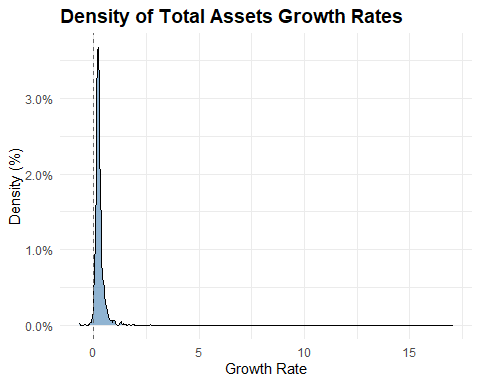 Density of Total Assets Growth Rates
Density (%)
3.0%
2.0%
1.0%
0.0%
0 5 10 15
Growth Rate